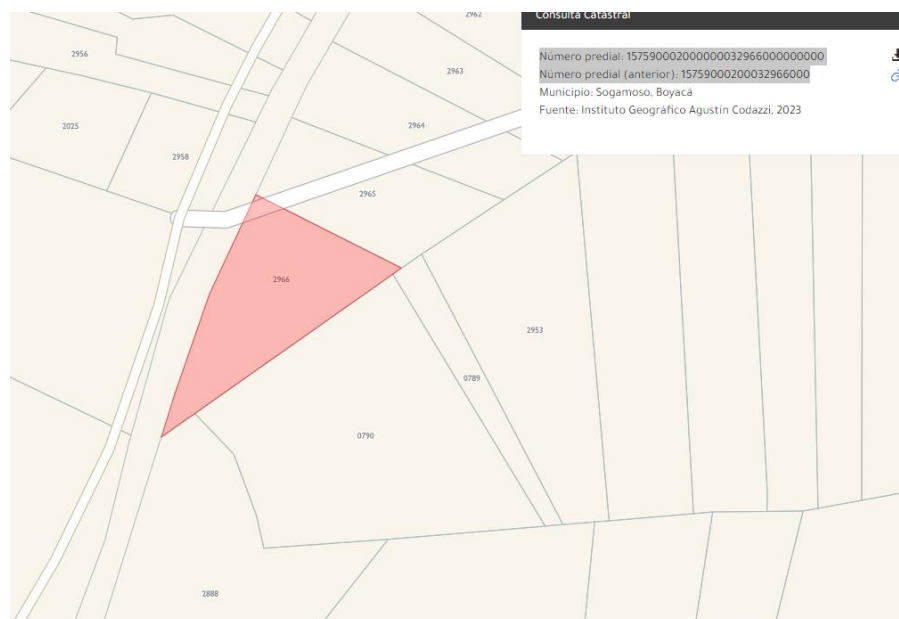 2962
Consulta Catastral
2956
Número predial: 157590002000000032966000000000
2963
Número predial (anterior): 15759000200032966000
Municipio: Sogamoso, Boyacá
Fuente: Instituto Geográfico Agustín Codazzi, 2023
2025
2964
2958
2965
2966
2953
0789
0790
2888